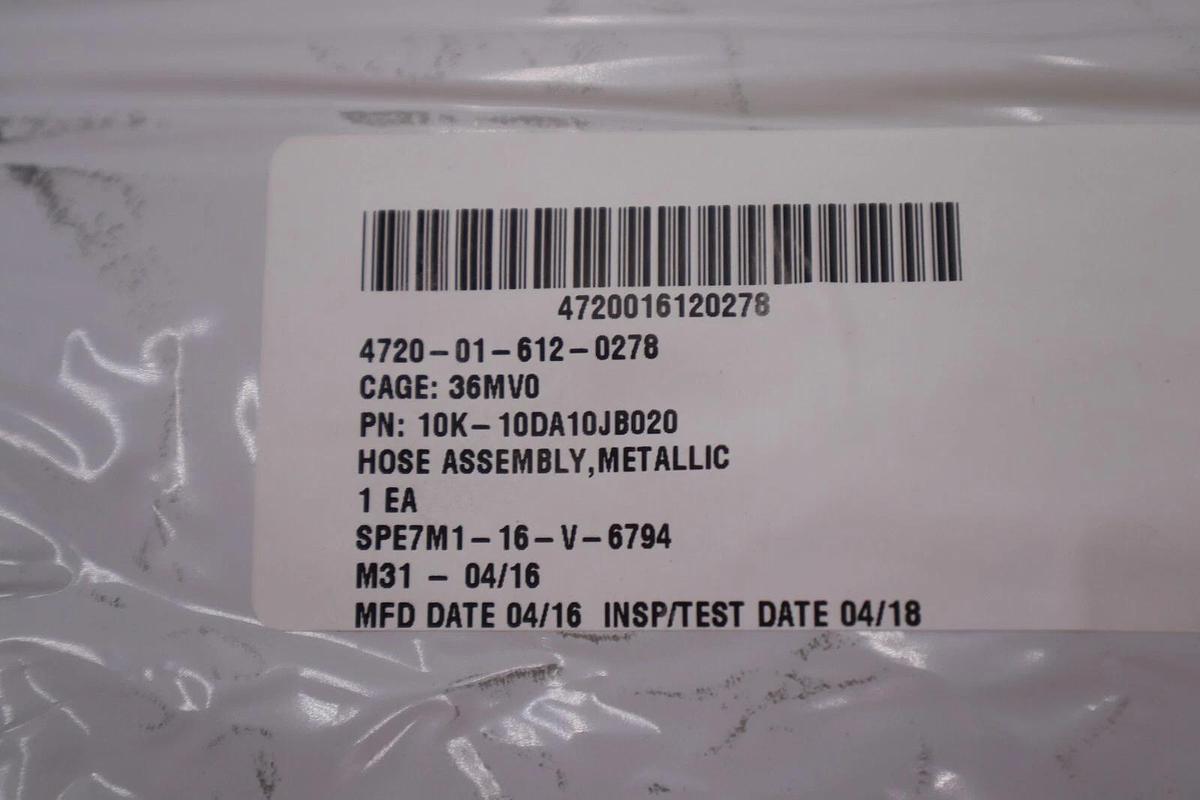 4720016120278
4720-01-612-0278
CAGE: 36MV0
PN: 10K-10DA10JB020
HOSE ASSEMBLY,METALLIC
1 EA
SPE7M1-16-V-6794
M31 - 04/16
MFD DATE 04/16 INSP/TEST DATE 04/18